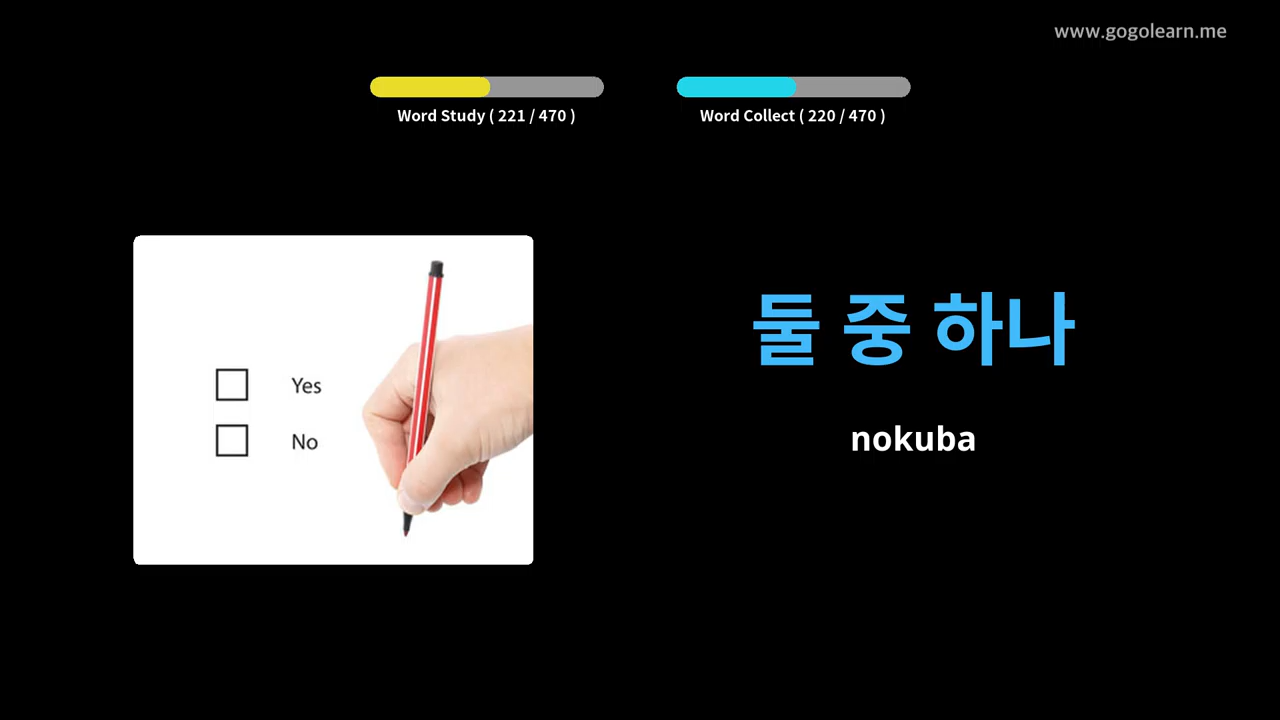 www.gogolearn.me
Word Study ( 221 / 470 )
Word Collect ( 220 / 470 )
Yes
No
둘 중 하나
nokuba